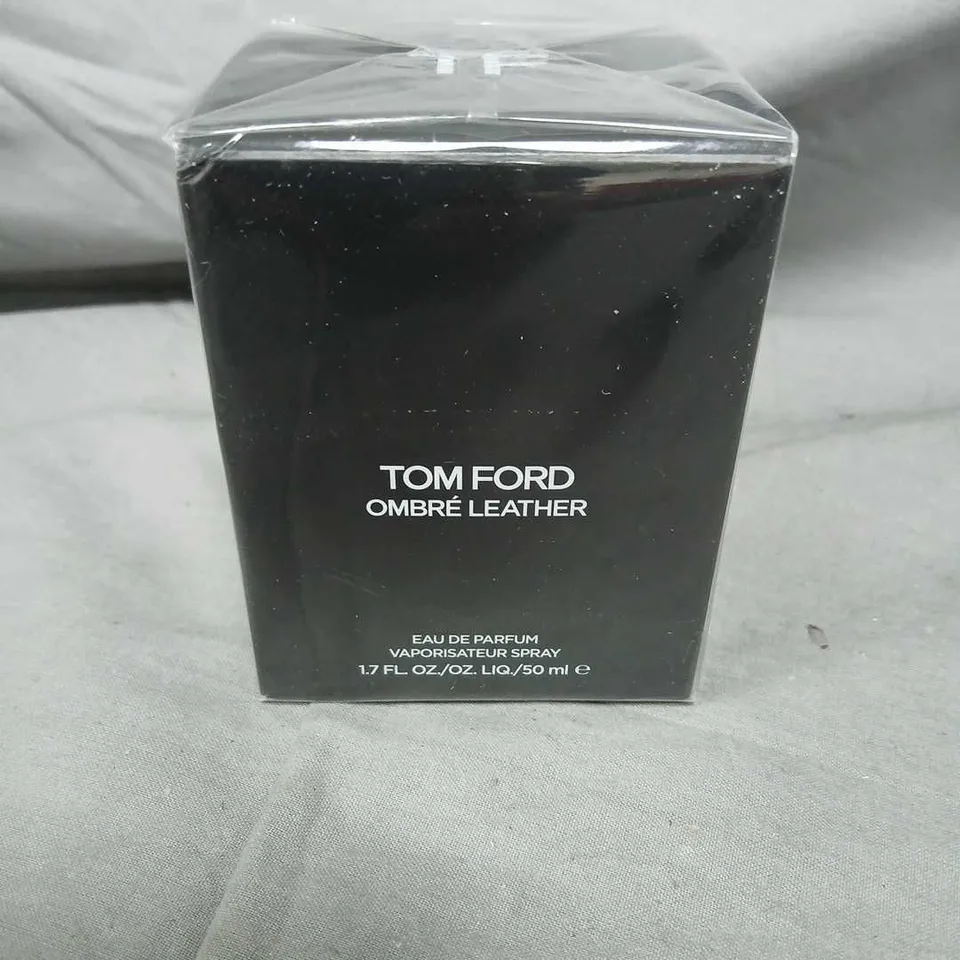 TOM FORD
OMBRÉ LEATHER
EAU DE PARFUM
VAPORISATEUR SPRAY
1.7 FL. OZ./OZ. LIQ./50 ml ℮